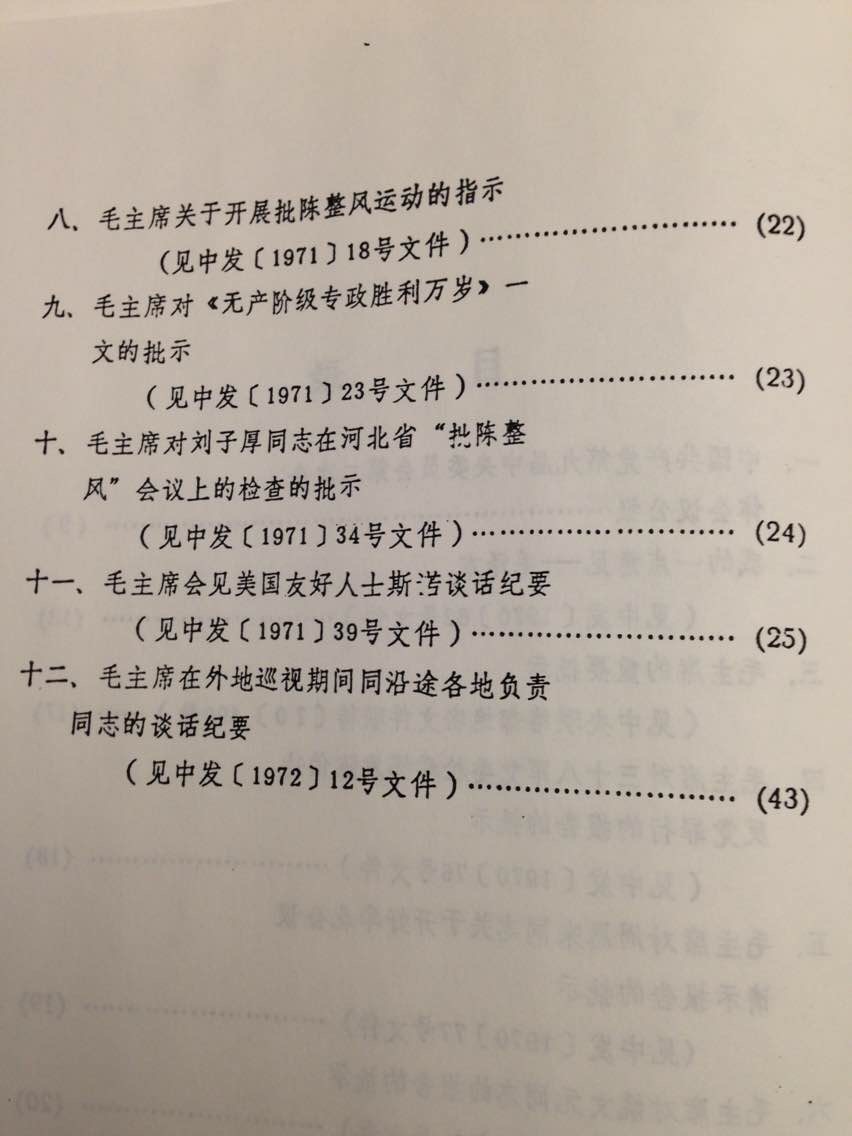 八、毛主席关于开展批陈整风运动的指示
(见中发〔1971〕18号文件)……………………… (22)
九、毛主席对《无产阶级专政胜利万岁》一
文的批示
(见中发〔1971〕23号文件)……………………… (23)
十、毛主席对刘子厚同志在河北省“批陈整
风”会议上的检查的批示
(见中发〔1971〕34号文件)……………………… (24)
十一、毛主席会见美国友好人士斯诺谈话纪要
(见中发〔1971〕39号文件)……………………… (25)
十二、毛主席在外地巡视期间同沿途各地负责
同志的谈话纪要
(见中发〔1972〕12号文件)……………………… (43)